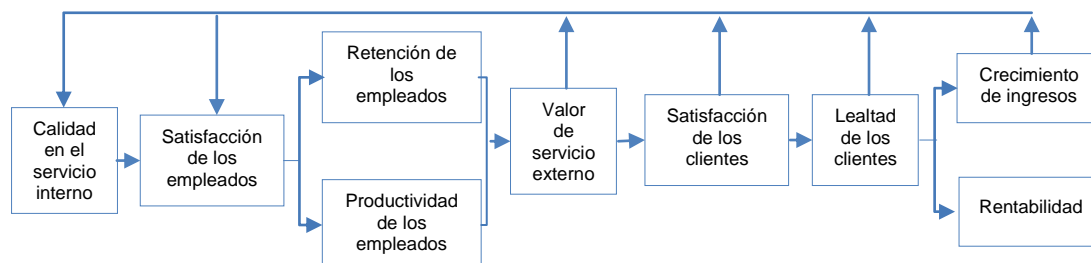 Calidad
en el
servicio
interno
Satisfacción
de los
empleados
Retención de
los
empleados
Productividad
de los
empleados
Valor
de
servicio
externo
Satisfacción
de los
clientes
Lealtad
de los
clientes
Crecimiento
de ingresos
Rentabilidad